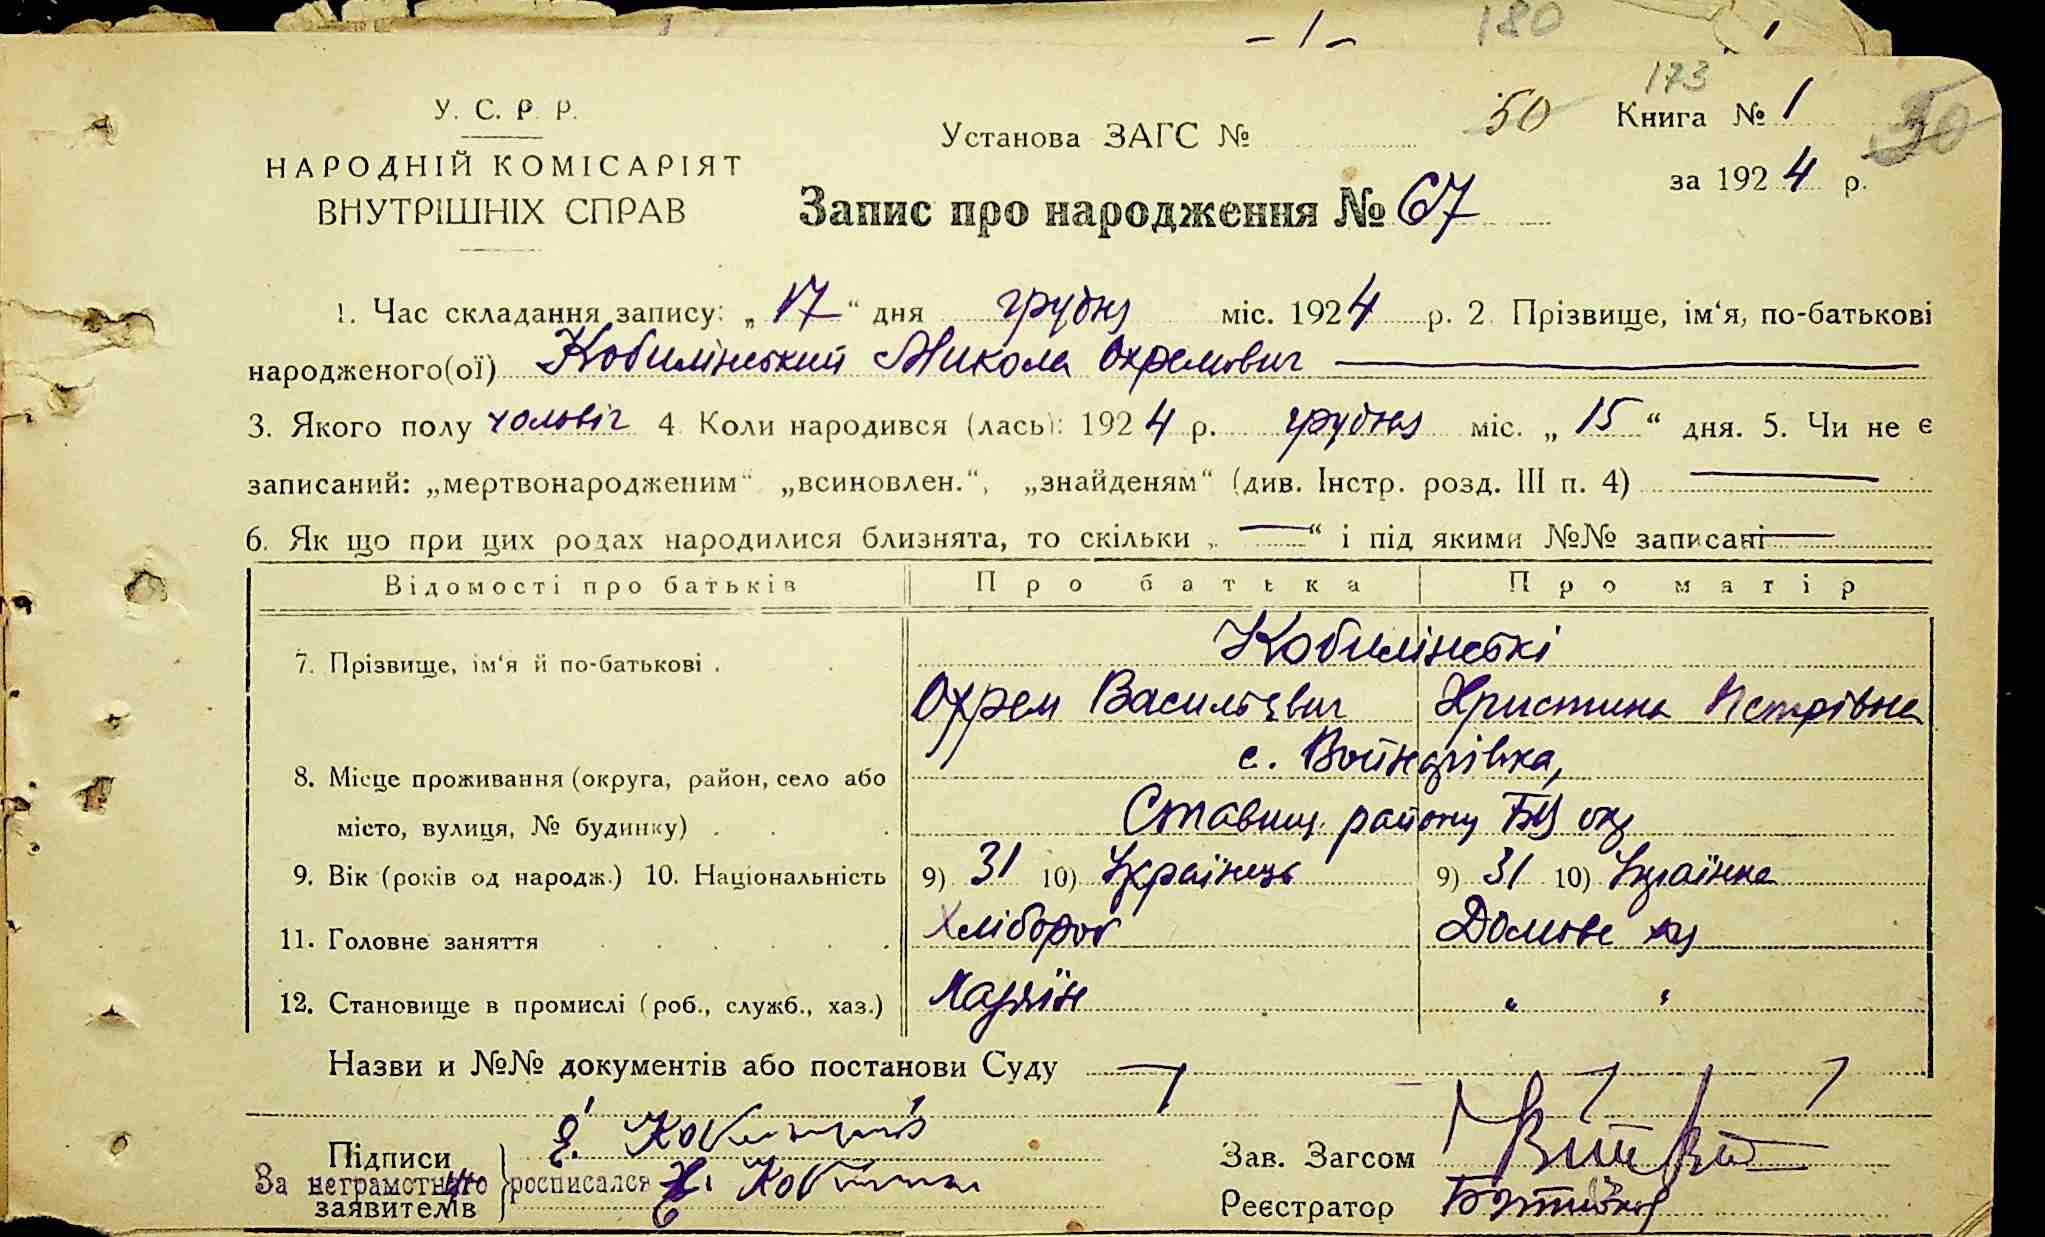 - 1 -
180
173
У. С. Р. Р.
НАРОДНІЙ КОМІСАРІЯТ
ВНУТРІШНІХ СПРАВ
Установа ЗАГС № 50
Книга № 1 50
за 1924 р.
Запис про народження № 67
1. Час складання запису: „17“ дня грудня міс. 1924 р. 2. Прізвище, ім‘я, по-батькові
народженого(ої) Кобилінський Микола Охремович
3. Якого полу чоловіч 4 Коли народився (лась): 1924 р. грудня міс. „15“ дня. 5. Чи не є
записаний: „мертвонародженим“ „всиновлен.“, „знайденям“ (див. Інстр. розд. III п. 4) —
6. Як що при цих родах народилися близнята, то скільки „—“ і під якими №№ записані —
Відомості про батьків Про батька Про матір
7. Прізвище, ім‘я й по-батькові . Кобилінські
Охрем Васильевич Христина Петрівна
8. Місце проживання (округа, район, село або с.
місто, вулиця, № будинку) . Ставищ. району БЦ окр
9. Вік (років од народж.) 10. Національність 9) 31 10) Українець 9) 31 10) Українка
11. Головне заняття Хлібороб Домове
12. Становище в промислі (роб., служб., хаз.) Хазяїн " "
Назви и №№ документів або постанови Суду —
Підписи
За неграмотного росписался
заявителів
Зав. Загсом
Реєстратор